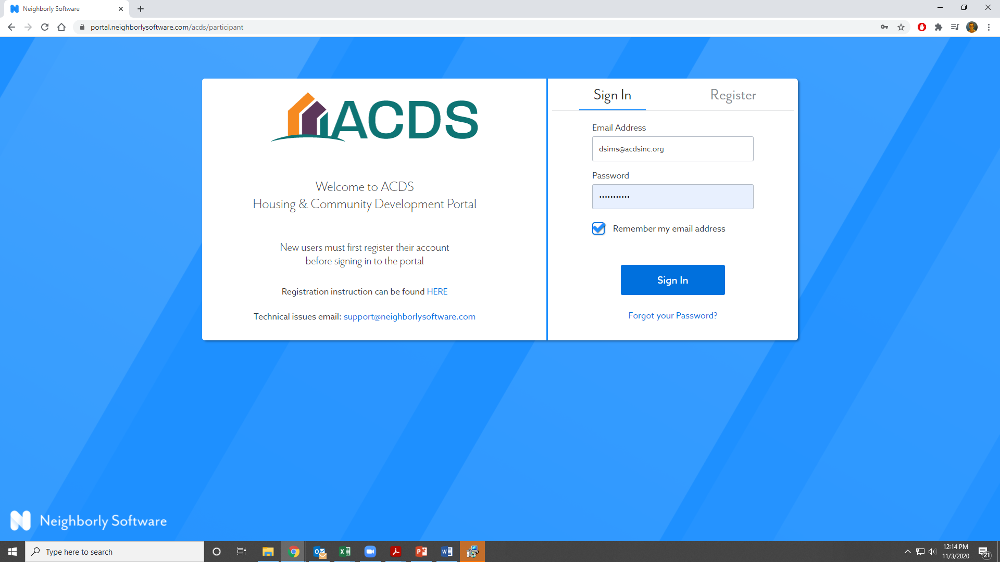 Neighborly Software
portal.neighborlysoftware.com/acds/participant
ACDS
Welcome to ACDS
Housing & Community Development Portal
New users must first register their account
before signing in to the portal
Registration instruction can be found HERE
Technical issues email: support@neighborlysoftware.com
Sign In
Register
Email Address
dsims@acdsinc.org
Password
•••••••••••
Remember my email address
Sign In
Forgot your Password?
Neighborly Software
Type here to search
12:14 PM
11/3/2020
21